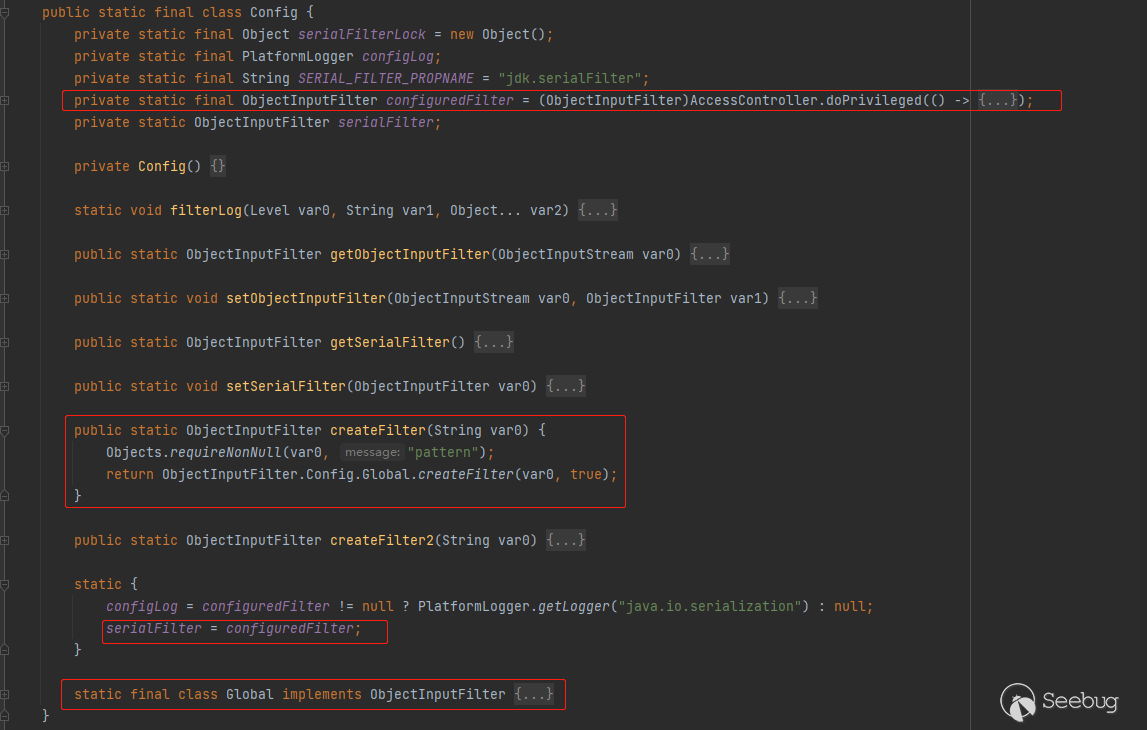 public static final class Config {
private static final Object serialFilterLock = new Object();
private static final PlatformLogger configLog;
private static final String SERIAL_FILTER_PROPNAME = "jdk.serialFilter";
private static final ObjectInputFilter configuredFilter = (ObjectInputFilter)AccessController.doPrivileged(() -> {...});
private static ObjectInputFilter serialFilter;
private Config() {}
static void filterLog(Level var0, String var1, Object... var2) {...}
public static ObjectInputFilter getObjectInputFilter(ObjectInputStream var0) {...}
public static void setObjectInputFilter(ObjectInputStream var0, ObjectInputFilter var1) {...}
public static ObjectInputFilter getSerialFilter() {...}
public static void setSerialFilter(ObjectInputFilter var0) {...}
public static ObjectInputFilter createFilter(String var0) {
Objects.requireNonNull(var0, message: "pattern");
return ObjectInputFilter.Config.Global.createFilter(var0, true);
}
public static ObjectInputFilter createFilter2(String var0) {...}
static {
configLog = configuredFilter != null ? PlatformLogger.getLogger("java.io.serialization") : null;
serialFilter = configuredFilter;
}
static final class Global implements ObjectInputFilter {...}
}
Seebug